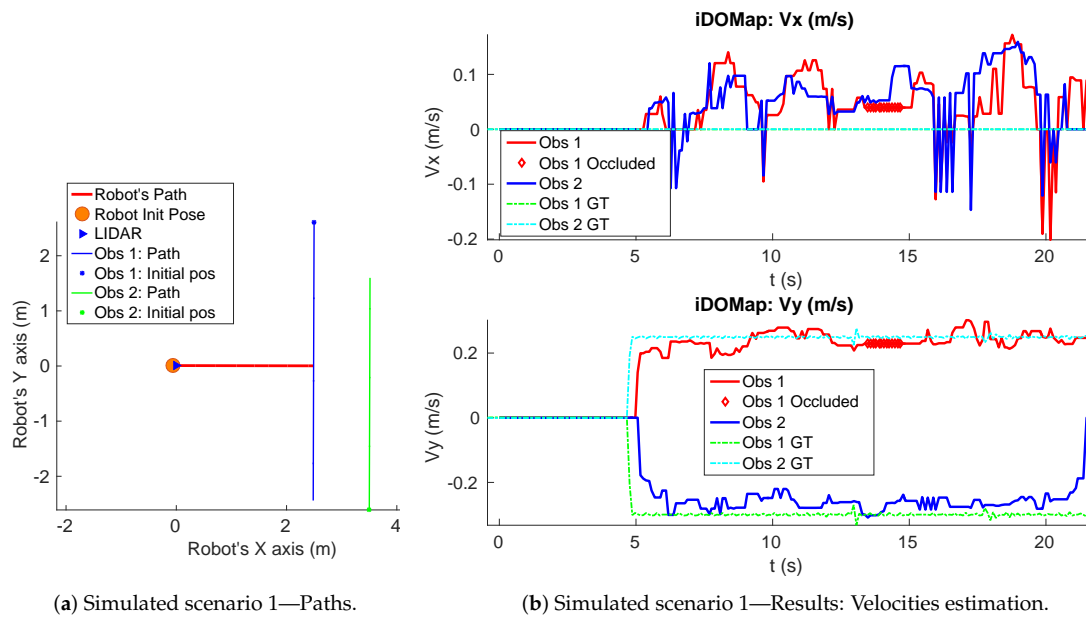 Robot's Path
Robot Init Pose
LIDAR
Obs 1: Path
Obs 1: Initial pos
Obs 2: Path
Obs 2: Initial pos
2
1
0
-1
-2
Robot's Y axis (m)
-2
0
2
4
Robot's X axis (m)
(a) Simulated scenario 1—Paths.
iDOMap: Vx (m/s)
0.1
0
-0.1
-0.2
Vx (m/s)
Obs 1
Obs 1 Occluded
Obs 2
Obs 1 GT
Obs 2 GT
0
5
10
15
20
t (s)
iDOMap: Vy (m/s)
0.2
0
-0.2
Vy (m/s)
Obs 1
Obs 1 Occluded
Obs 2
Obs 1 GT
Obs 2 GT
0
5
10
15
20
t (s)
(b) Simulated scenario 1—Results: Velocities estimation.